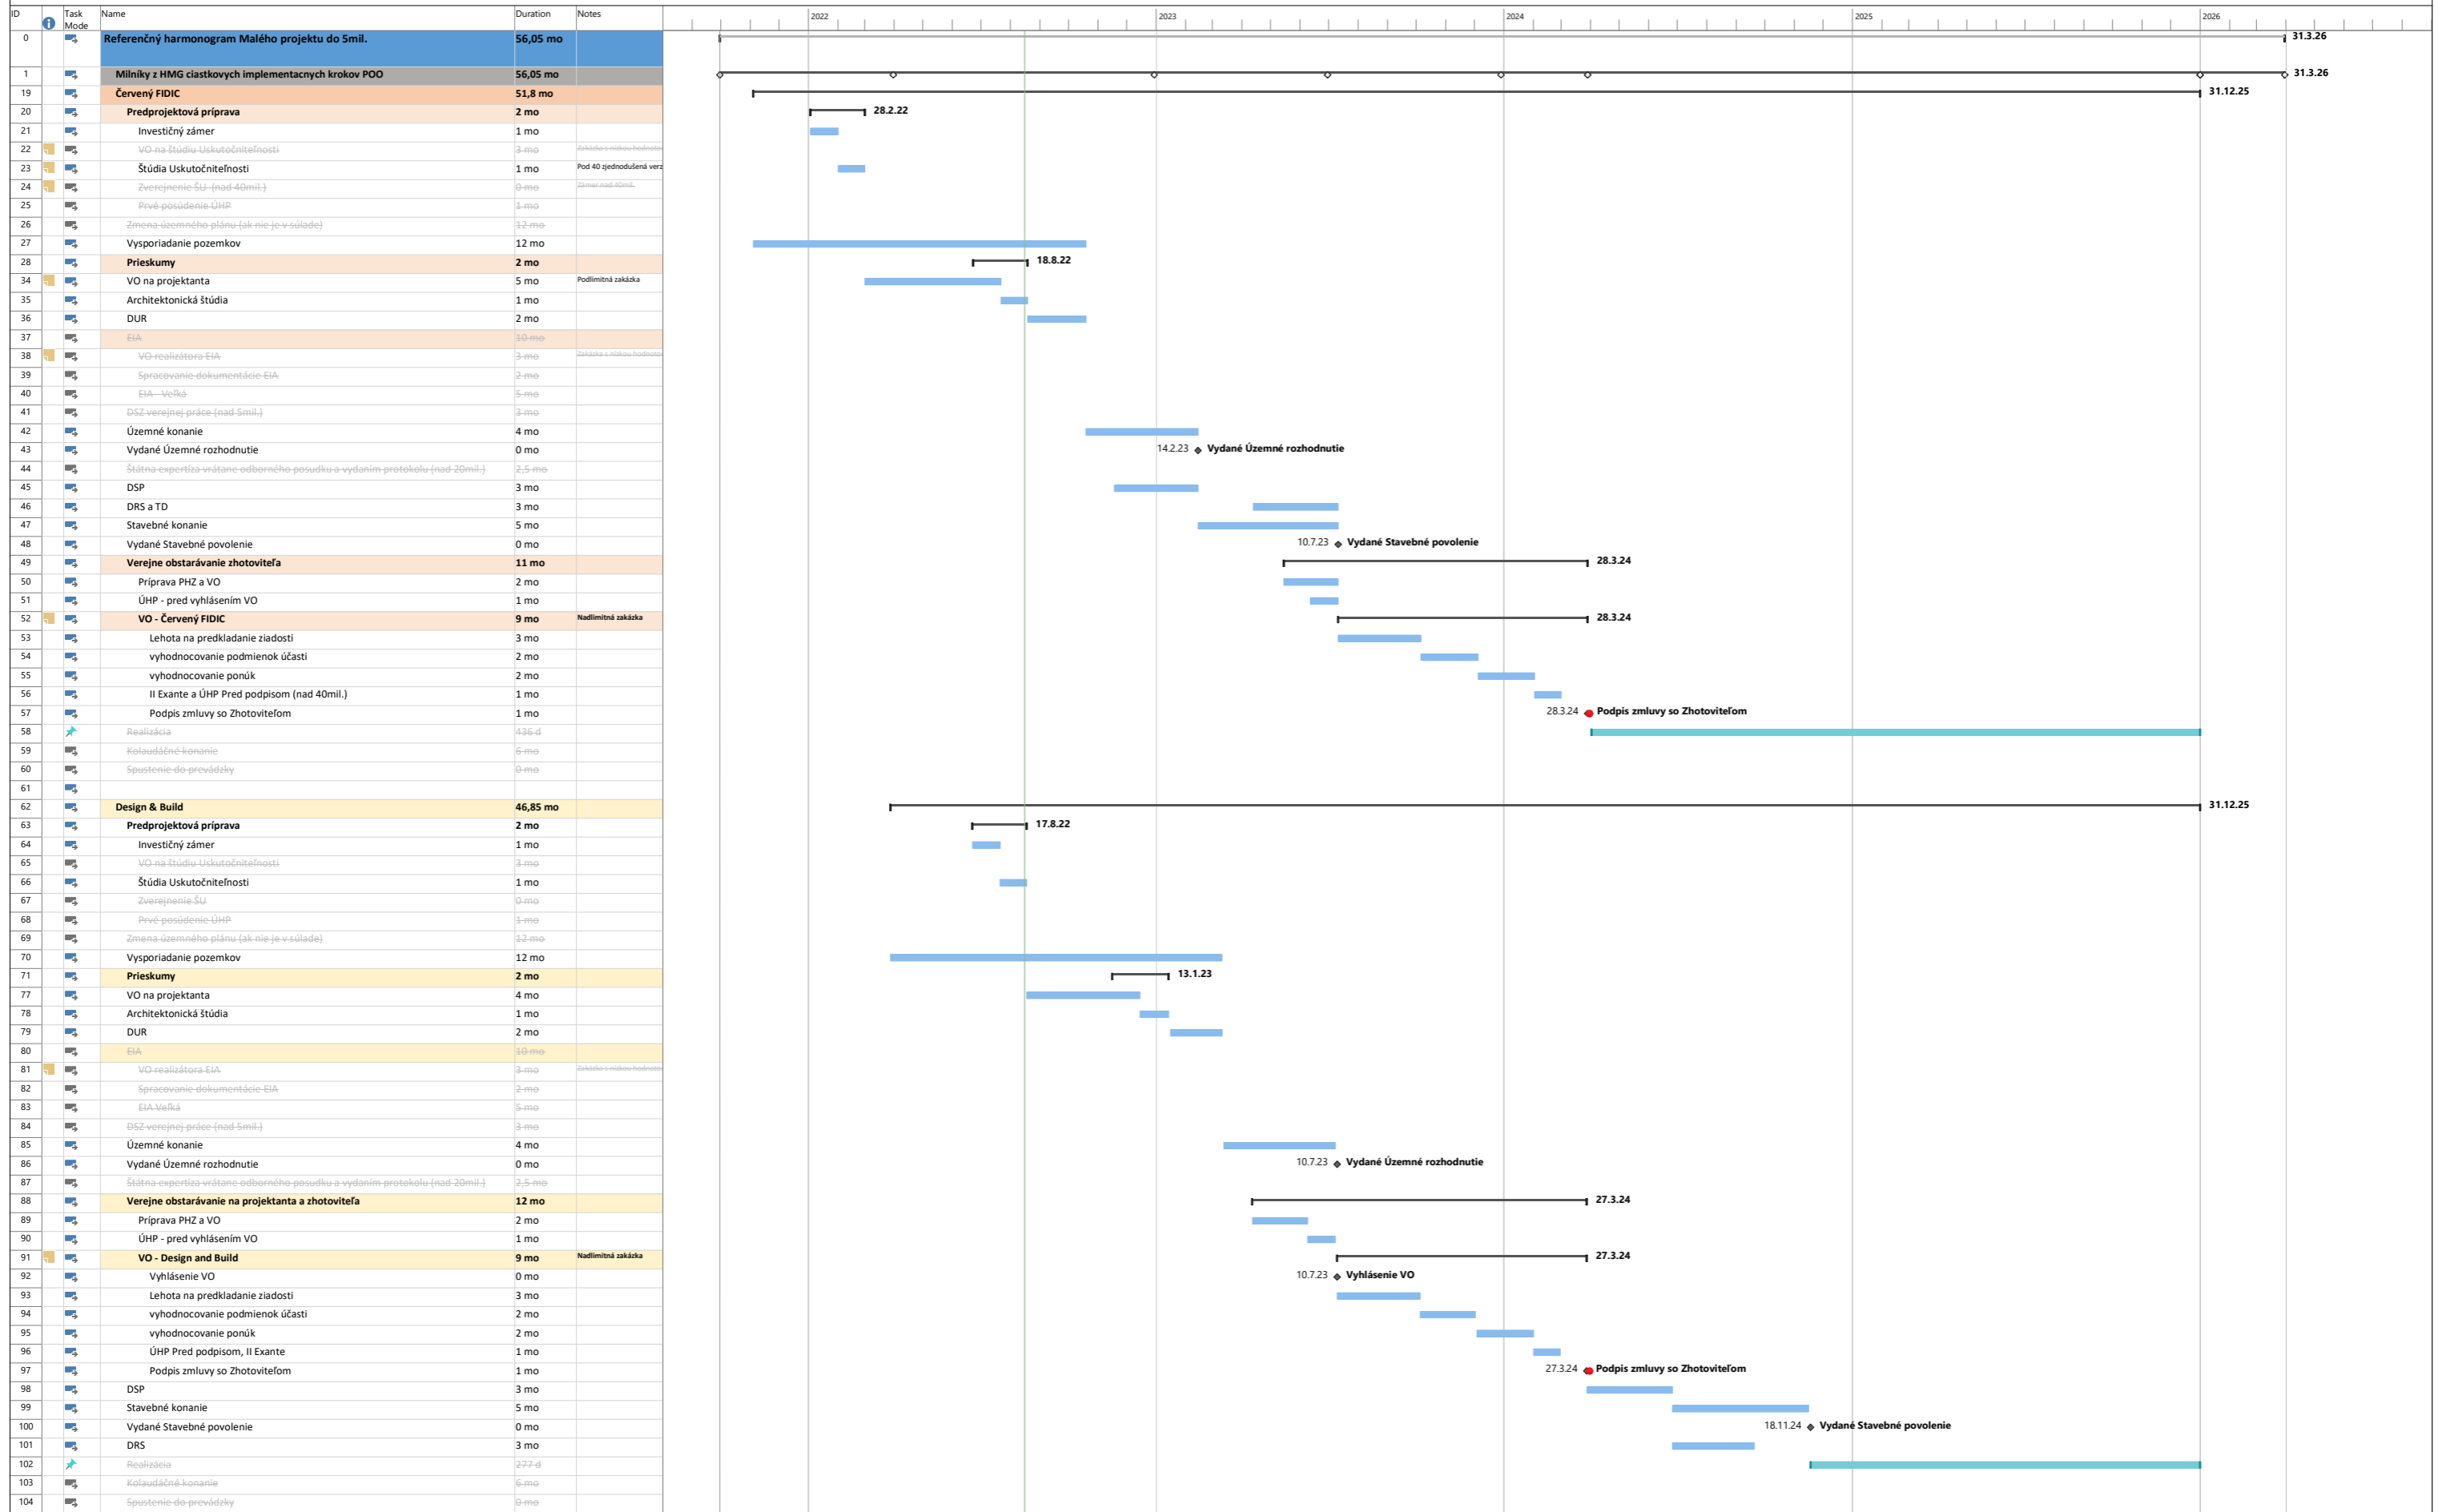 ID Task Mode Name Duration Notes 2022 2023 2024 2025 2026
0 Referenčný harmonogram Malého projektu do 5mil. 56,05 mo 31.3.26
1 Milníky z HMG ciastkovych implementacnych krokov POO 56,05 mo 31.3.26
19 Červený FIDIC 51,8 mo 31.12.25
20 Predprojektová príprava 2 mo 28.2.22
21 Investičný zámer 1 mo
22 VO na štúdiu Uskutočniteľnosti 3 mo Zakázka s nízkou hodnoto
23 Štúdia Uskutočniteľnosti 1 mo Pod 40 zjednodušená verz
24 Zverejnenie ŠU (nad 40mil.) 0 mo Zámer nad 40mil.
25 Prvé posúdenie ÚHP 1 mo
26 Zmena územného plánu (ak nie je v súlade) 12 mo
27 Vysporiadanie pozemkov 12 mo
28 Prieskumy 2 mo 18.8.22
34 VO na projektanta 5 mo Podlimitná zakázka
35 Architektonická štúdia 1 mo
36 DUR 2 mo
37 EIA 10 mo
38 VO realizátora EIA 3 mo Zakázka s nízkou hodnoto
39 Spracovanie dokumentácie EIA 2 mo
40 EIA - Veľká 5 mo
41 DSZ verejnej práce (nad 5mil.) 3 mo
42 Územné konanie 4 mo
43 Vydané Územné rozhodnutie 0 mo 14.2.23 Vydané Územné rozhodnutie
44 Štátna expertíza vrátane odborného posudku a vydaním protokolu (nad 20mil.) 2,5 mo
45 DSP 3 mo
46 DRS a TD 3 mo
47 Stavebné konanie 5 mo
48 Vydané Stavebné povolenie 0 mo 10.7.23 Vydané Stavebné povolenie
49 Verejne obstarávanie zhotoviteľa 11 mo 28.3.24
50 Príprava PHZ a VO 2 mo
51 ÚHP - pred vyhlásením VO 1 mo
52 VO - Červený FIDIC 9 mo Nadlimitná zakázka 28.3.24
53 Lehota na predkladanie ziadosti 3 mo
54 vyhodnocovanie podmienok účasti 2 mo
55 vyhodnocovanie ponúk 2 mo
56 II Exante a ÚHP Pred podpisom (nad 40mil.) 1 mo
57 Podpis zmluvy so Zhotoviteľom 1 mo 28.3.24 Podpis zmluvy so Zhotoviteľom
58 Realizácia 436 d
59 Kolaudáčné konanie 6 mo
60 Spustenie do prevádzky 0 mo
61
62 Design & Build 46,85 mo 31.12.25
63 Predprojektová príprava 2 mo 17.8.22
64 Investičný zámer 1 mo
65 VO na štúdiu Uskutočniteľnosti 3 mo
66 Štúdia Uskutočniteľnosti 1 mo
67 Zverejnenie ŠU 0 mo
68 Prvé posúdenie ÚHP 1 mo
69 Zmena územného plánu (ak nie je v súlade) 12 mo
70 Vysporiadanie pozemkov 12 mo
71 Prieskumy 2 mo 13.1.23
77 VO na projektanta 4 mo
78 Architektonická štúdia 1 mo
79 DUR 2 mo
80 EIA 10 mo
81 VO realizátora EIA 3 mo Zakázka s nízkou hodnoto
82 Spracovanie dokumentácie EIA 2 mo
83 EIA Veľká 5 mo
84 DSZ verejnej práce (nad 5mil.) 3 mo
85 Územné konanie 4 mo
86 Vydané Územné rozhodnutie 0 mo 10.7.23 Vydané Územné rozhodnutie
87 Štátna expertíza vrátane odborného posudku a vydaním protokolu (nad 20mil.) 2,5 mo
88 Verejne obstarávanie na projektanta a zhotoviteľa 12 mo 27.3.24
89 Príprava PHZ a VO 2 mo
90 ÚHP - pred vyhlásením VO 1 mo
91 VO - Design and Build 9 mo Nadlimitná zakázka 27.3.24
92 Vyhlásenie VO 0 mo 10.7.23 Vyhlásenie VO
93 Lehota na predkladanie ziadosti 3 mo
94 vyhodnocovanie podmienok účasti 2 mo
95 vyhodnocovanie ponúk 2 mo
96 ÚHP Pred podpisom, II Exante 1 mo
97 Podpis zmluvy so Zhotoviteľom 1 mo 27.3.24 Podpis zmluvy so Zhotoviteľom
98 DSP 3 mo
99 Stavebné konanie 5 mo
100 Vydané Stavebné povolenie 0 mo 18.11.24 Vydané Stavebné povolenie
101 DRS 3 mo
102 Realizácia 277 d
103 Kolaudáčné konanie 6 mo
104 Spustenie do prevádzky 0 mo